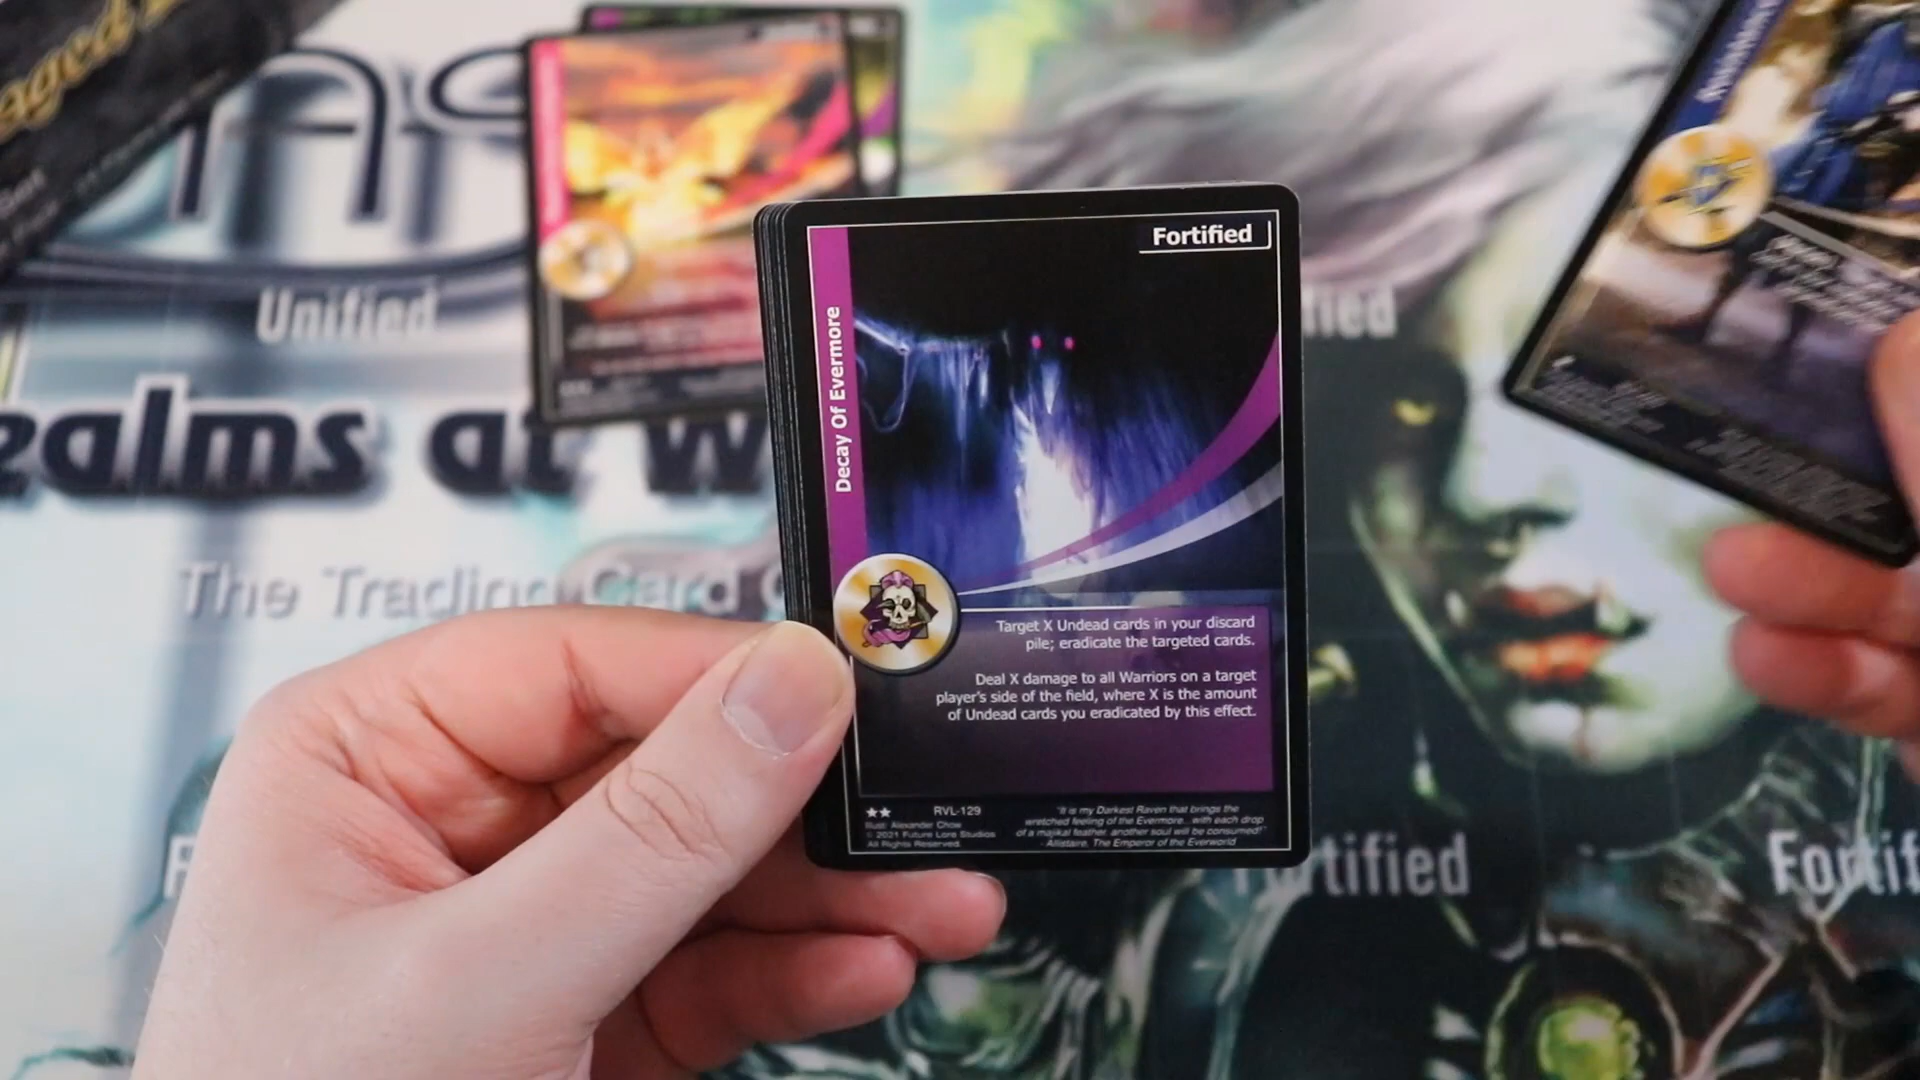 Unified
ealms at w
The Trading Card
Fortified
Decay Of Evermore
Target X Undead cards in your discard
pile; eradicate the targeted cards.
Deal X damage to all Warriors on a target
player's side of the field, where X is the amount
of Undead cards you eradicated by this effect.
★★ RVL-129
Illust. Alexander Chow
© 2021 Future Lore Studios
All Rights Reserved.
"It is my Darkest Raven that brings the
wretched feeling of the Evermore...with each drop
of a majikal feather, another soul will be consumed!"
- Allistaire, The Emperor of the Everworld
fied
rtified
Fortif